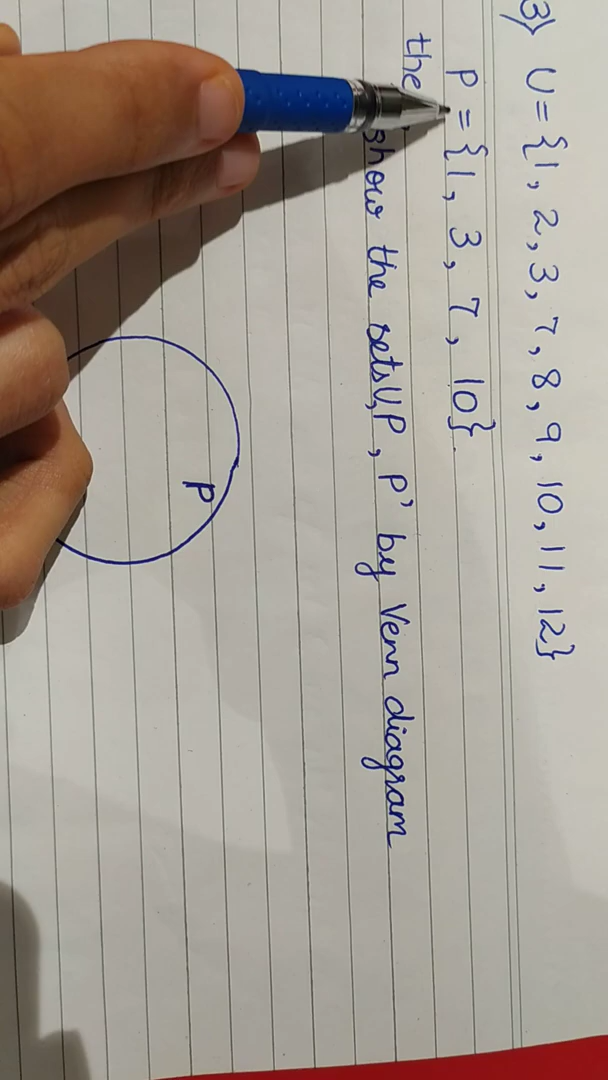 3) U = {1, 2, 3, 7, 8, 9, 10, 11, 12}
P = {1, 3, 7, 10}
the show the sets U, P, P' by Venn diagram
P